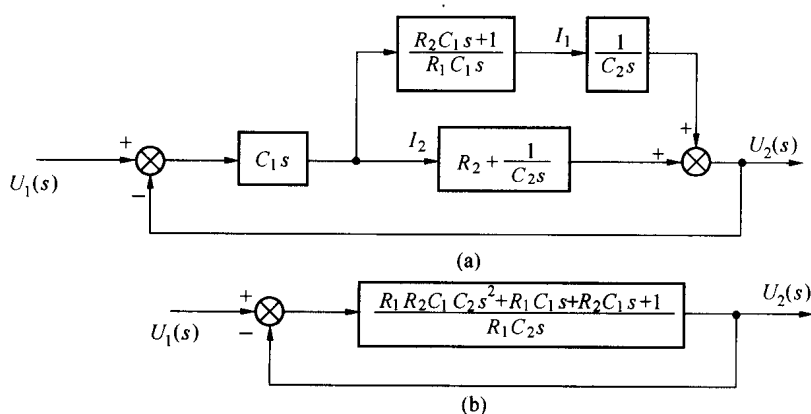 R₂C₁s+1
R₁C₁s
I₁
1
C₂s
+
U₁(s)
+
−
C₁s
I₂
R₂ + 1
C₂s
+
U₂(s)
(a)
U₁(s)
+
−
R₁R₂C₁C₂s²+R₁C₁s+R₂C₁s+1
R₁C₂s
U₂(s)
(b)